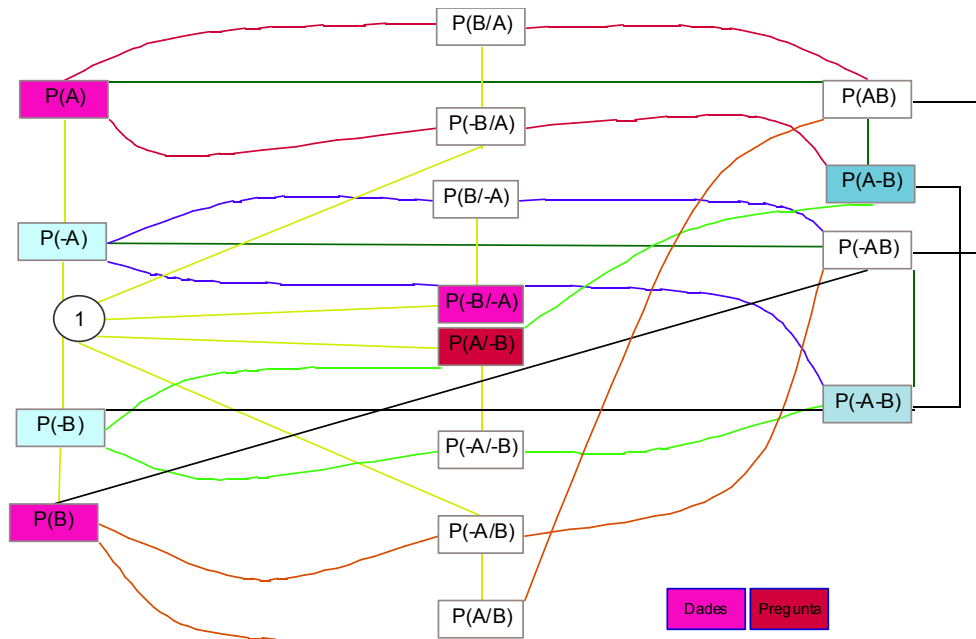 P(B/A)
P(A)
P(AB)
P(-B/A)
P(A-B)
P(B/-A)
P(-A)
P(-AB)
P(-B/-A)
1
P(A/-B)
P(-A-B)
P(-B)
P(-A/-B)
P(B)
P(-A/B)
P(A/B)
Dades
Pregunta